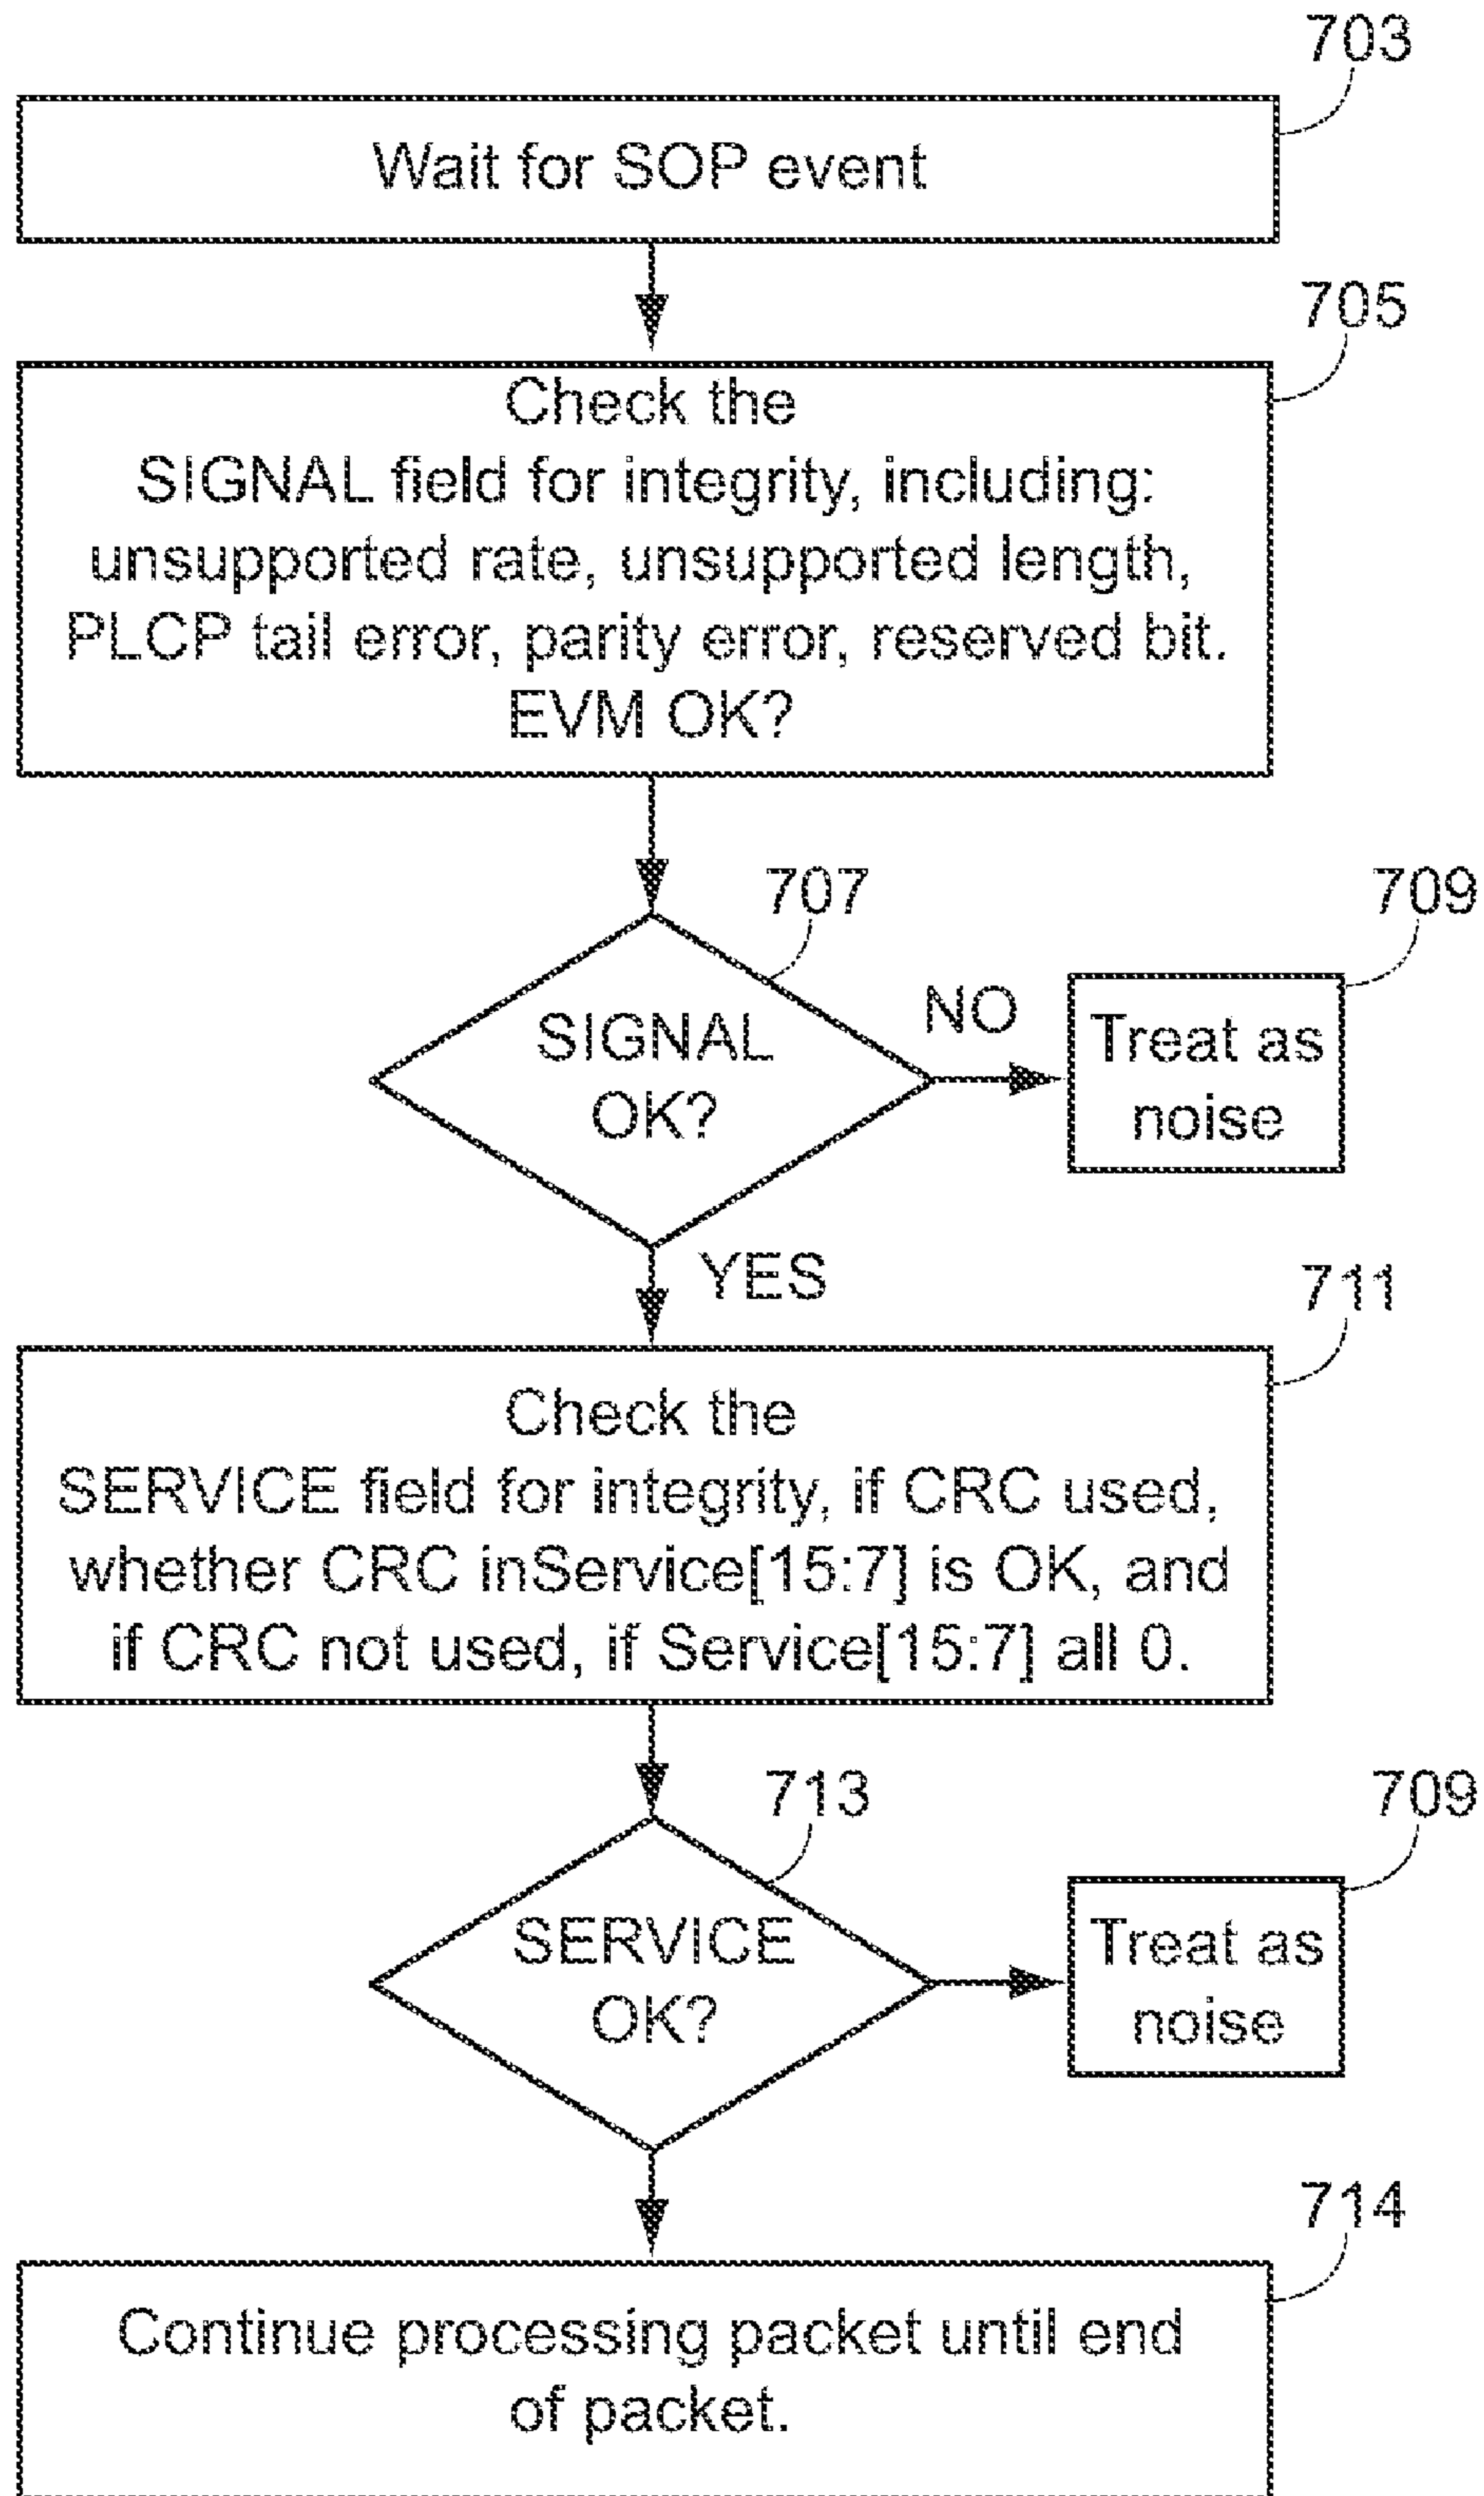 703
Wait for SOP event
705
Check the
SIGNAL field for integrity, including:
unsupported rate, unsupported length,
PLCP tail error, parity error, reserved bit.
EVM OK?
707
709
SIGNAL
OK?
NO
Treat as
noise
YES
711
Check the
SERVICE field for integrity, if CRC used,
whether CRC inService[15:7] is OK, and
if CRC not used, if Service[15:7] all 0.
713
709
SERVICE
OK?
Treat as
noise
714
Continue processing packet until end
of packet.